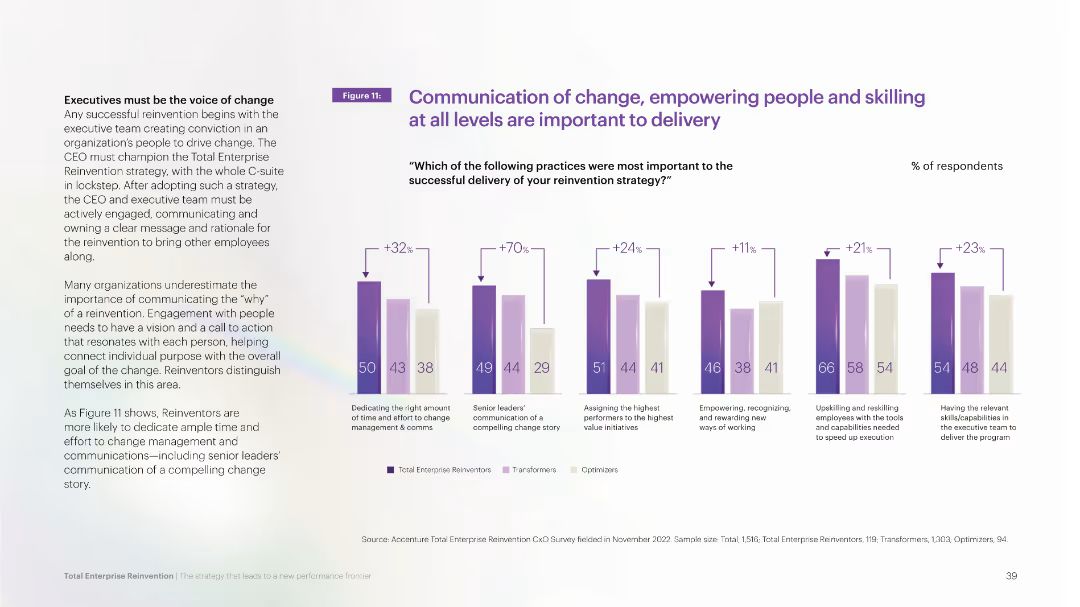 Executives must be the voice of change
Any successful reinvention begins with the
executive team creating conviction in an
organization's people to drive change. The
CEO must champion the Total Enterprise
Reinvention strategy, with the whole C-suite
in lockstep. After adopting such a strategy,
the CEO and executive team must be
actively engaged, communicating and
owning a clear message and rationale for
the reinvention to bring other employees
along.
Many organizations underestimate the
importance of communicating the "why"
of a reinvention. Engagement with people
needs to have a vision and a call to action
that resonates with each person, helping
connect individual purpose with the overall
goal of the change. Reinventors distinguish
themselves in this area.
As Figure 11 shows, Reinventors are
more likely to dedicate ample time and
effort to change management and
communications—including senior leaders'
communication of a compelling change
story.
Figure 11:
Communication of change, empowering people and skilling
at all levels are important to delivery
"Which of the following practices were most important to the
successful delivery of your reinvention strategy?"
% of respondents
+32%
50 43 38
Dedicating the right amount
of time and effort to change
management & comms
+70%
49 44 29
Senior leaders'
communication of a
compelling change story
+24%
51 44 41
Assigning the highest
performers to the highest
value initiatives
+11%
46 38 41
Empowering, recognizing,
and rewarding new
ways of working
+21%
66 58 54
Upskilling and reskilling
employees with the tools
and capabilities needed
to speed up execution
+23%
54 48 44
Having the relevant
skills/capabilities in
the executive team to
deliver the program
Total Enterprise Reinventors Transformers Optimizers
Source: Accenture Total Enterprise Reinvention CxO Survey fielded in November 2022. Sample size: Total, 1,516; Total Enterprise Reinventors, 119; Transformers, 1,303; Optimizers, 94.
Total Enterprise Reinvention | The strategy that leads to a new performance frontier
39